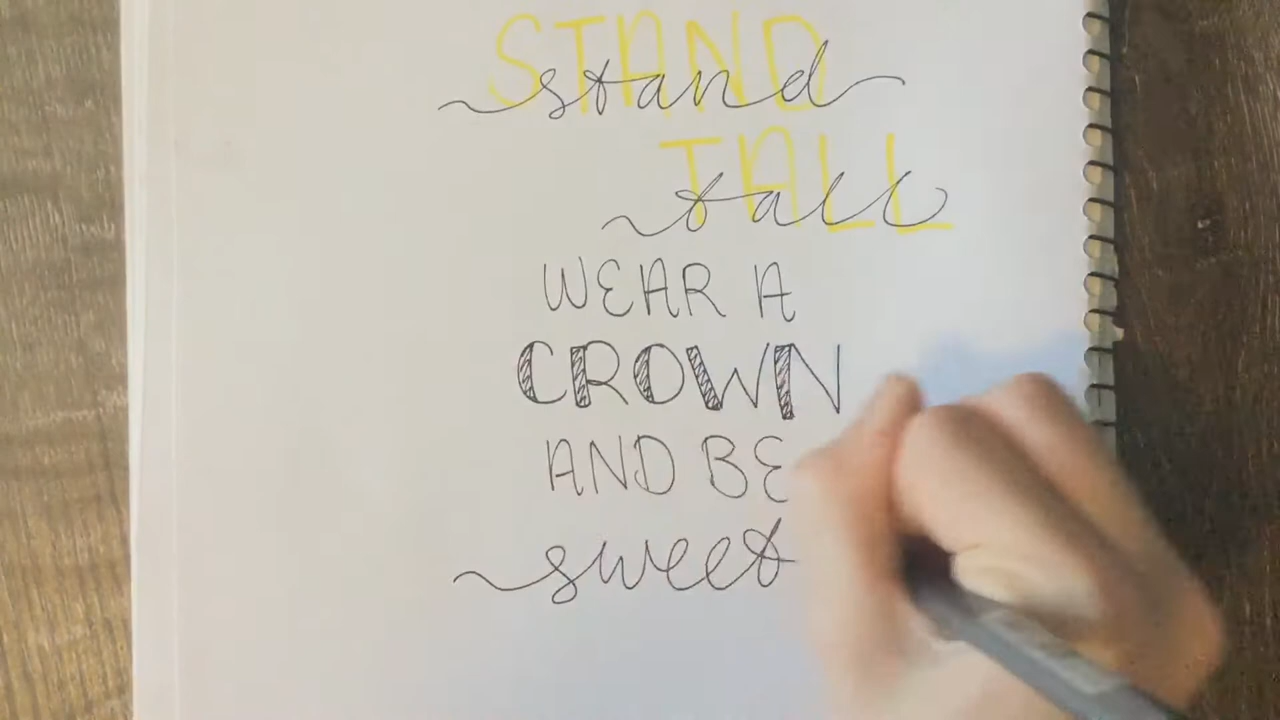 STAND
stand
TALL
tall
WEAR A
CROWN
AND BE
sweet